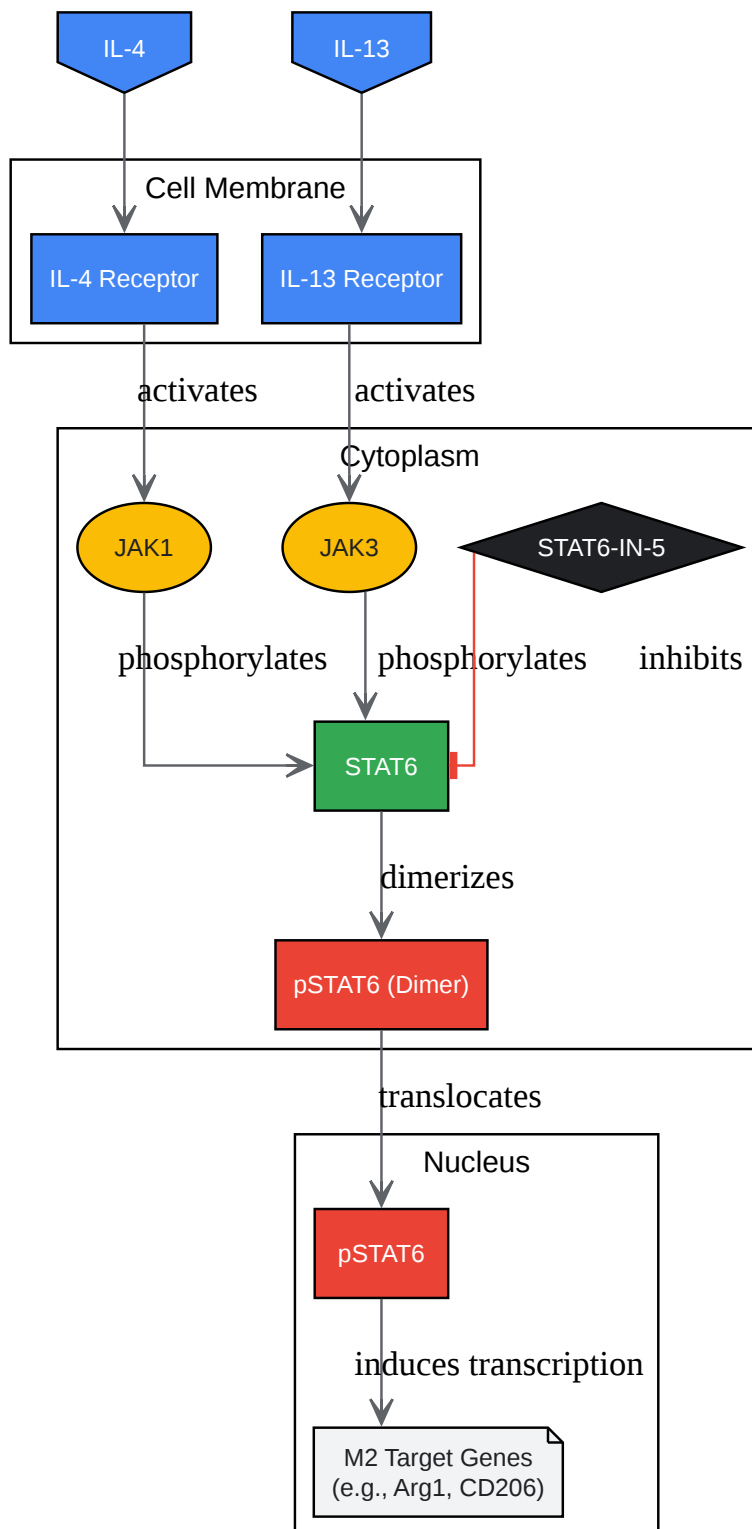 IL-4
IL-13
Cell Membrane
IL-4 Receptor
IL-13 Receptor
activates
activates
Cytoplasm
JAK1
JAK3
STAT6-IN-5
phosphorylates
phosphorylates
inhibits
STAT6
dimerizes
pSTAT6 (Dimer)
translocates
Nucleus
pSTAT6
induces transcription
M2 Target Genes
(e.g., Arg1, CD206)